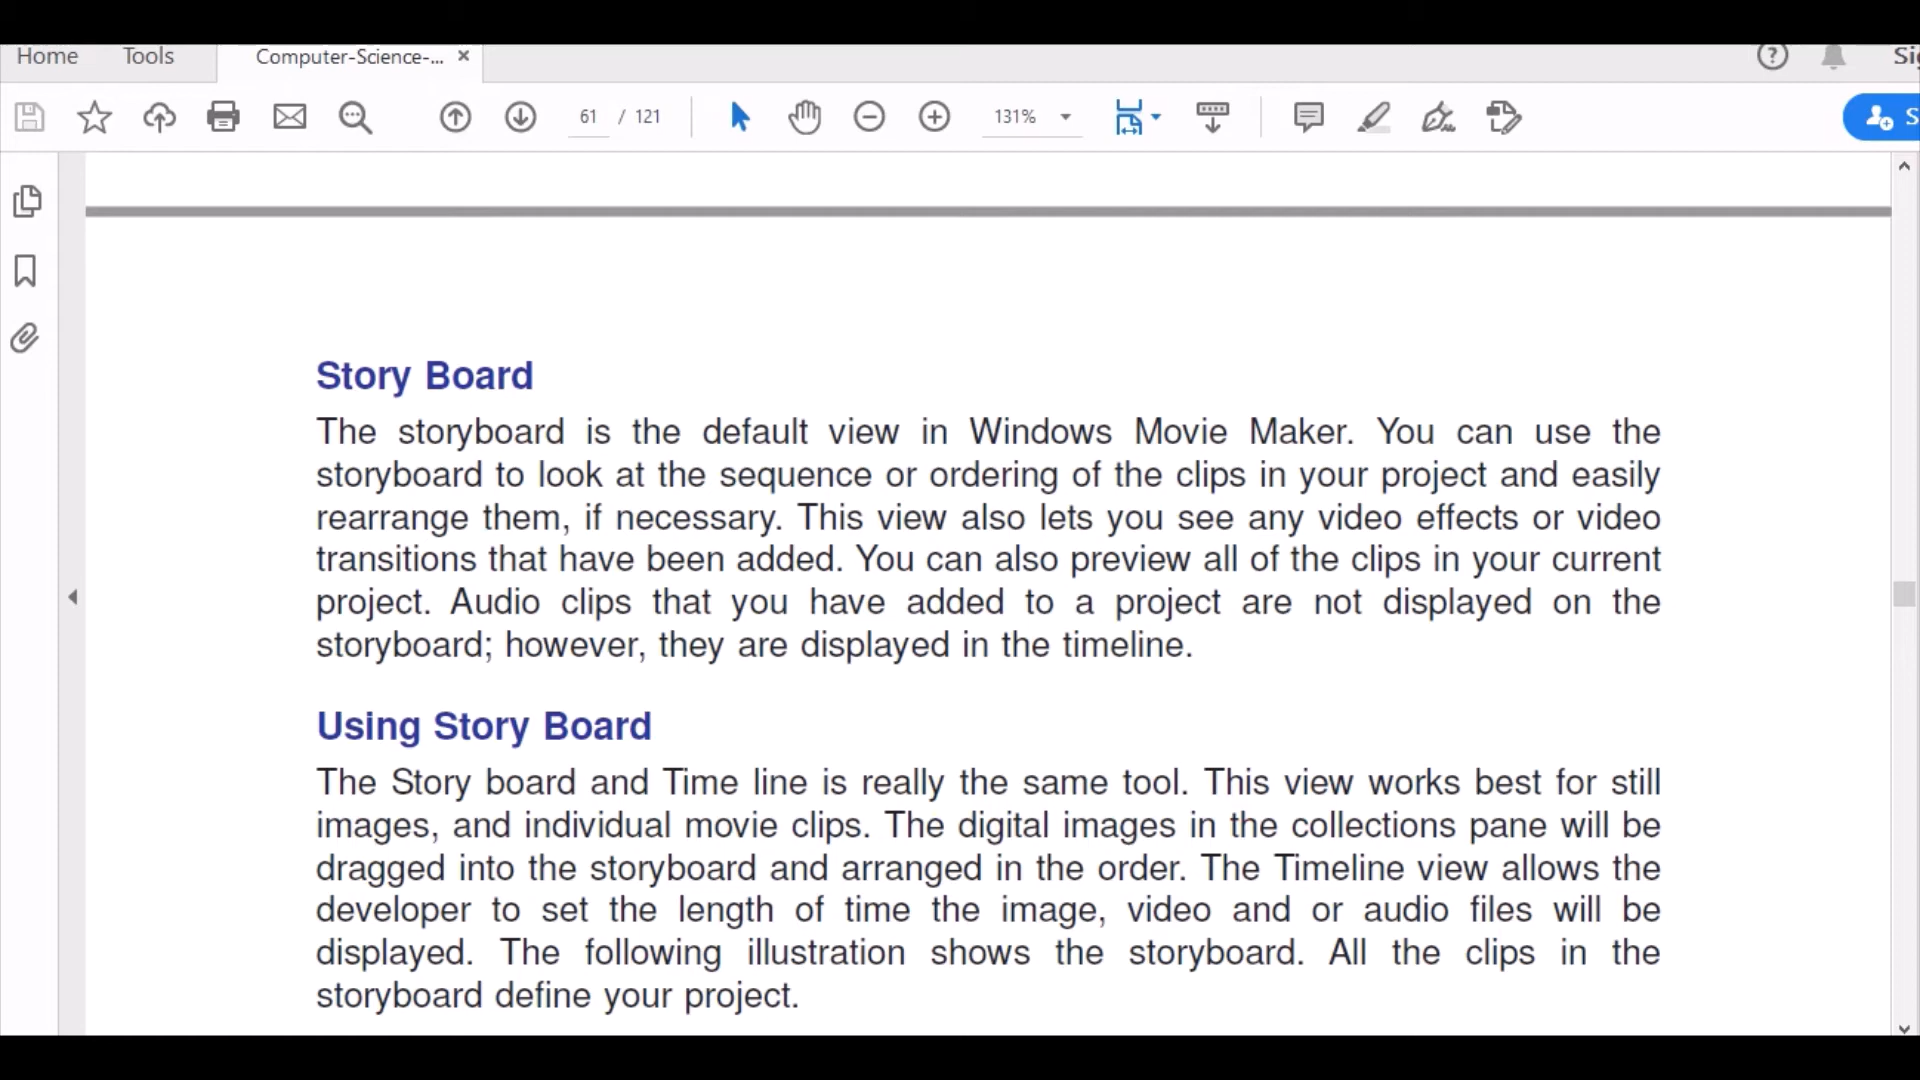 Home Tools Computer-Science-... ×
61 / 121 131%
Story Board
The storyboard is the default view in Windows Movie Maker. You can use the
storyboard to look at the sequence or ordering of the clips in your project and easily
rearrange them, if necessary. This view also lets you see any video effects or video
transitions that have been added. You can also preview all of the clips in your current
project. Audio clips that you have added to a project are not displayed on the
storyboard; however, they are displayed in the timeline.
Using Story Board
The Story board and Time line is really the same tool. This view works best for still
images, and individual movie clips. The digital images in the collections pane will be
dragged into the storyboard and arranged in the order. The Timeline view allows the
developer to set the length of time the image, video and or audio files will be
displayed. The following illustration shows the storyboard. All the clips in the
storyboard define your project.